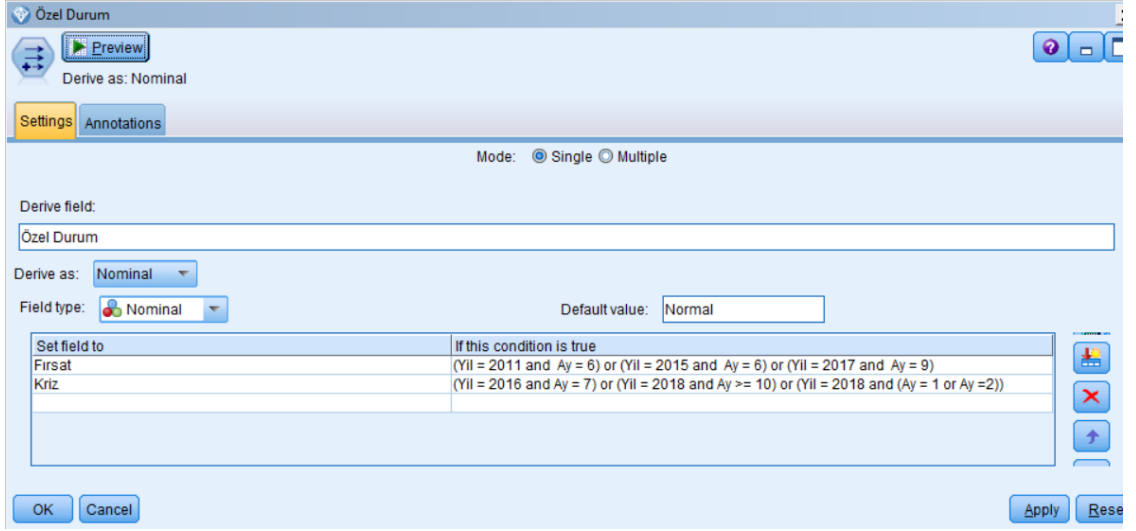 Özel Durum
Preview
Derive as: Nominal
Settings Annotations
Mode: Single Multiple
Derive field:
Özel Durum
Derive as: Nominal
Field type: Nominal Default value: Normal
Set field to If this condition is true
Fırsat (Yil = 2011 and Ay = 6) or (Yil = 2015 and Ay = 6) or (Yil = 2017 and Ay = 9)
Kriz (Yil = 2016 and Ay = 7) or (Yil = 2018 and Ay >= 10) or (Yil = 2018 and (Ay = 1 or Ay =2))
OK Cancel Apply Rese